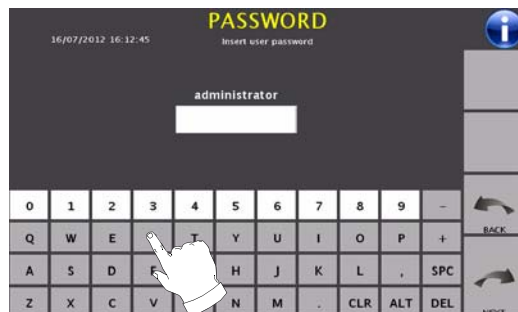 PASSWORD
16/07/2012 16:12:45
Insert user password
administrator
0 1 2 3 4 5 6 7 8 9 -
Q W E T Y U I O P +
BACK
A S D F H J K L , SPC
Z X C V N M . CLR ALT DEL
NEXT